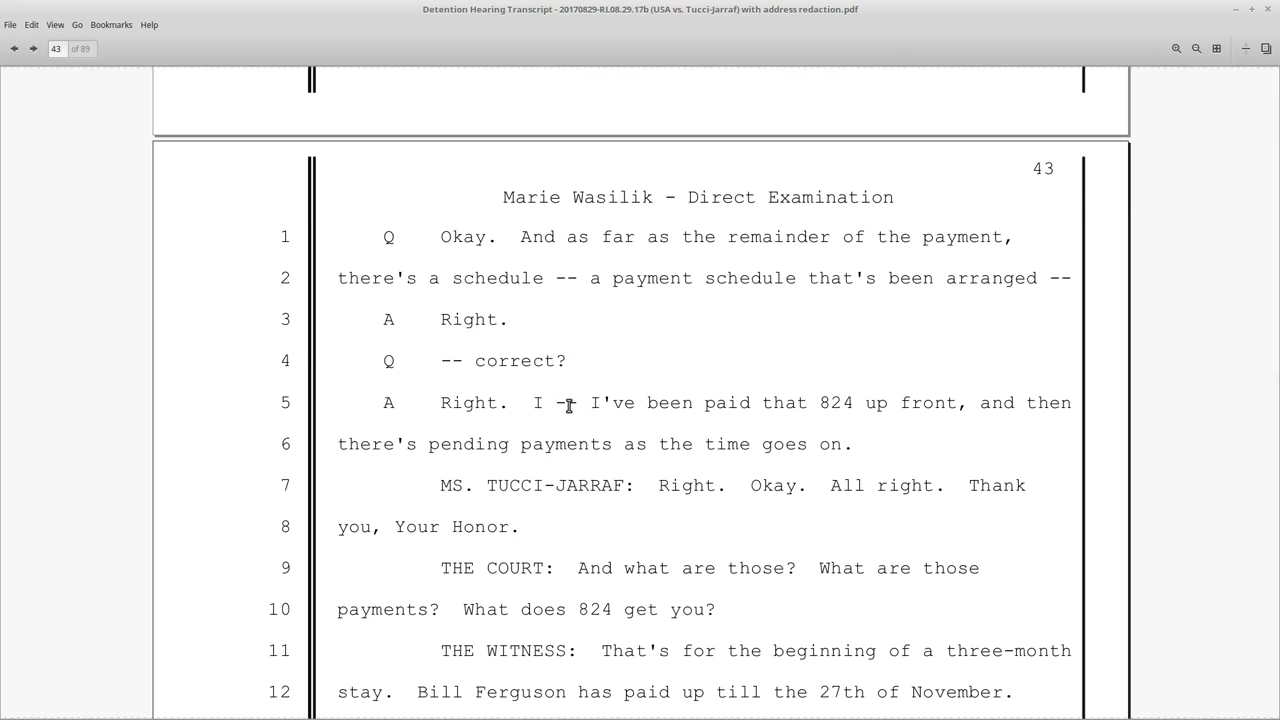 Detention Hearing Transcript - 20170829-RL08.29.17b (USA vs. Tucci-Jarraf) with address redaction.pdf
File Edit View Go Bookmarks Help
43 of 89
43
Marie Wasilik - Direct Examination
1 Q Okay. And as far as the remainder of the payment,
2 there's a schedule -- a payment schedule that's been arranged --
3 A Right.
4 Q -- correct?
5 A Right. I -- I've been paid that 824 up front, and then
6 there's pending payments as the time goes on.
7 MS. TUCCI-JARRAF: Right. Okay. All right. Thank
8 you, Your Honor.
9 THE COURT: And what are those? What are those
10 payments? What does 824 get you?
11 THE WITNESS: That's for the beginning of a three-month
12 stay. Bill Ferguson has paid up till the 27th of November.